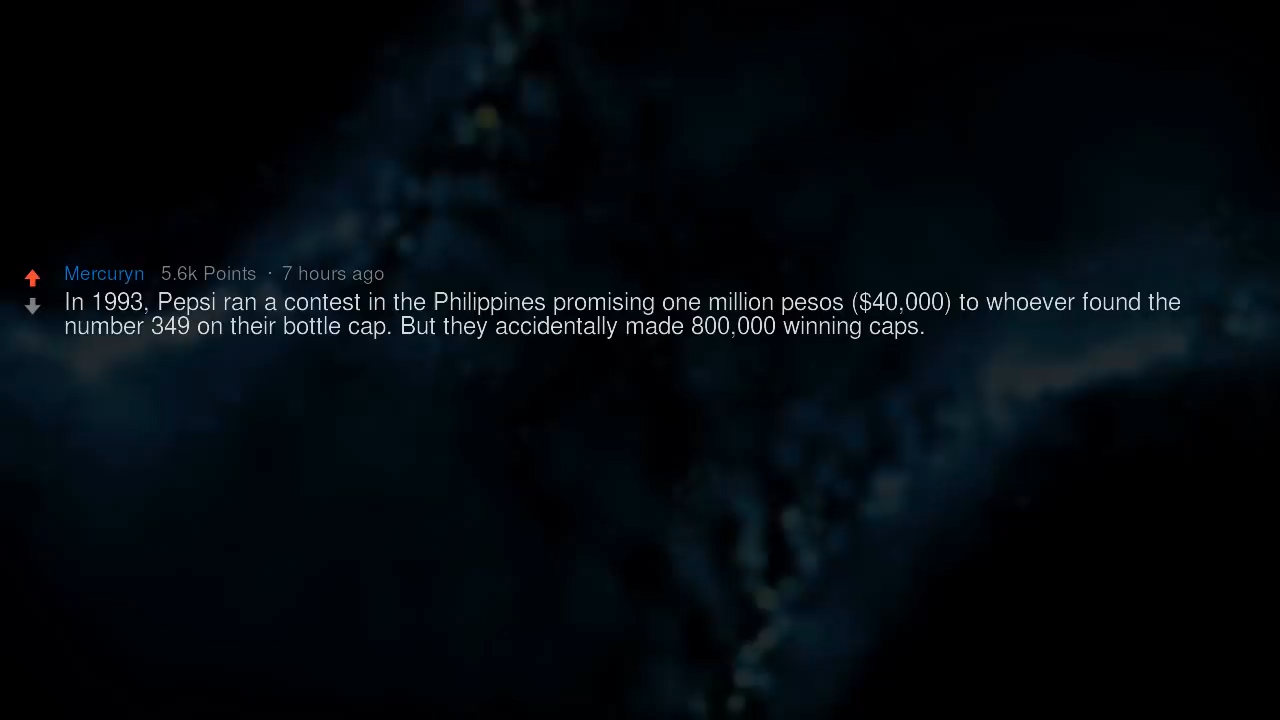 Mercuryn 5.6k Points · 7 hours ago
In 1993, Pepsi ran a contest in the Philippines promising one million pesos ($40,000) to whoever found the
number 349 on their bottle cap. But they accidentally made 800,000 winning caps.